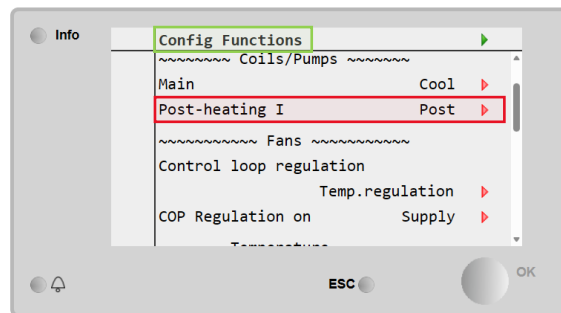 Info
Config Functions
~~~~~~~~ Coils/Pumps ~~~~~~~
Main Cool
Post-heating I Post
~~~~~~~~~~~ Fans ~~~~~~~~~~~
Control loop regulation
Temp.regulation
COP Regulation on Supply
Temperature
ESC
OK